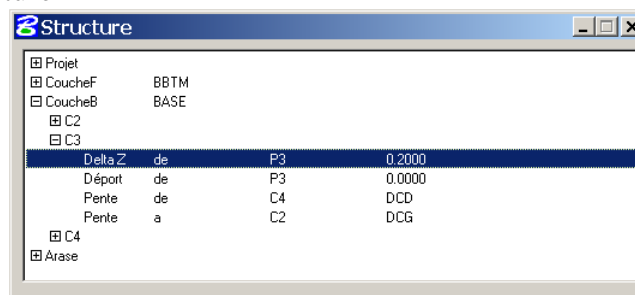 Structure
Projet
CoucheF BBTM
CoucheB BASE
C2
C3
Delta Z de P3 0.2000
Déport de P3 0.0000
Pente de C4 DCD
Pente a C2 DCG
C4
Arase